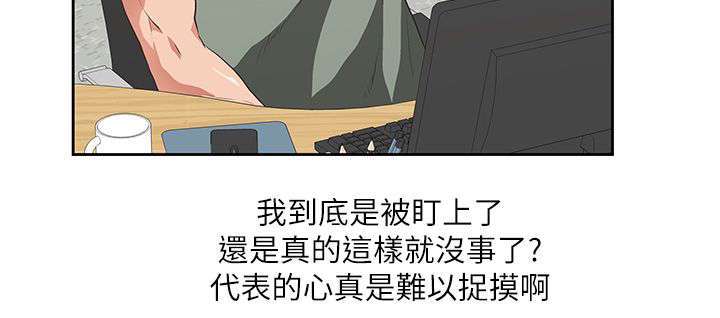 我到底是被盯上了
還是真的這樣就沒事了?
代表的心真是難以捉摸啊